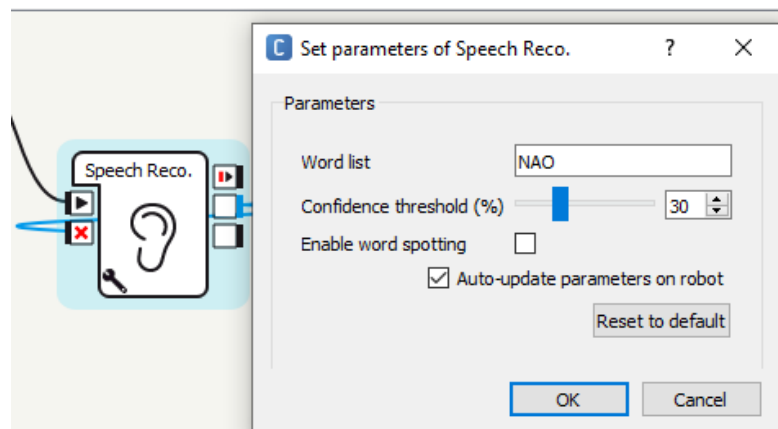 Set parameters of Speech Reco.
?
Parameters
Speech Reco.
Word list
NAO
Confidence threshold (%)
30
Enable word spotting
Auto-update parameters on robot
Reset to default
OK
Cancel